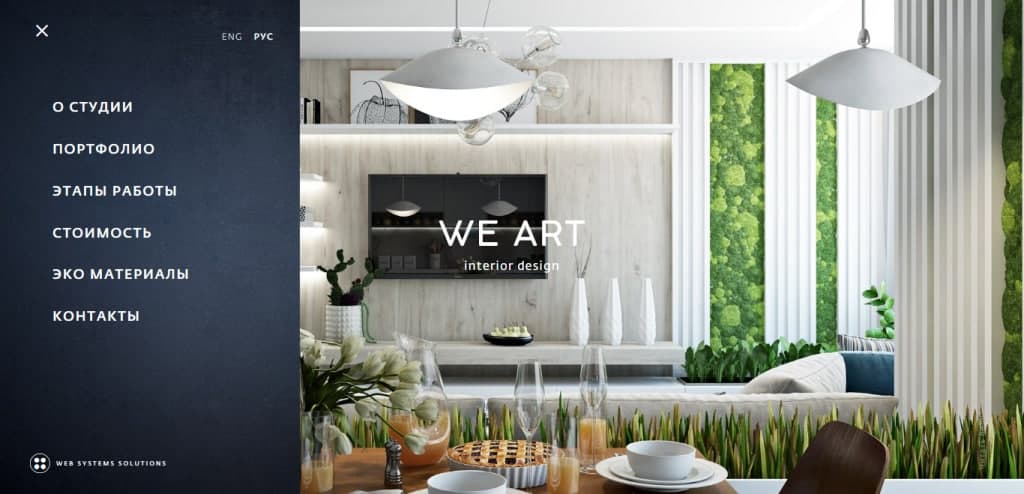 ENG РУС
О СТУДИИ
ПОРТФОЛИО
ЭТАПЫ РАБОТЫ
СТОИМОСТЬ
ЭКО МАТЕРИАЛЫ
КОНТАКТЫ
WEB SYSTEMS SOLUTIONS
WE ART
interior design